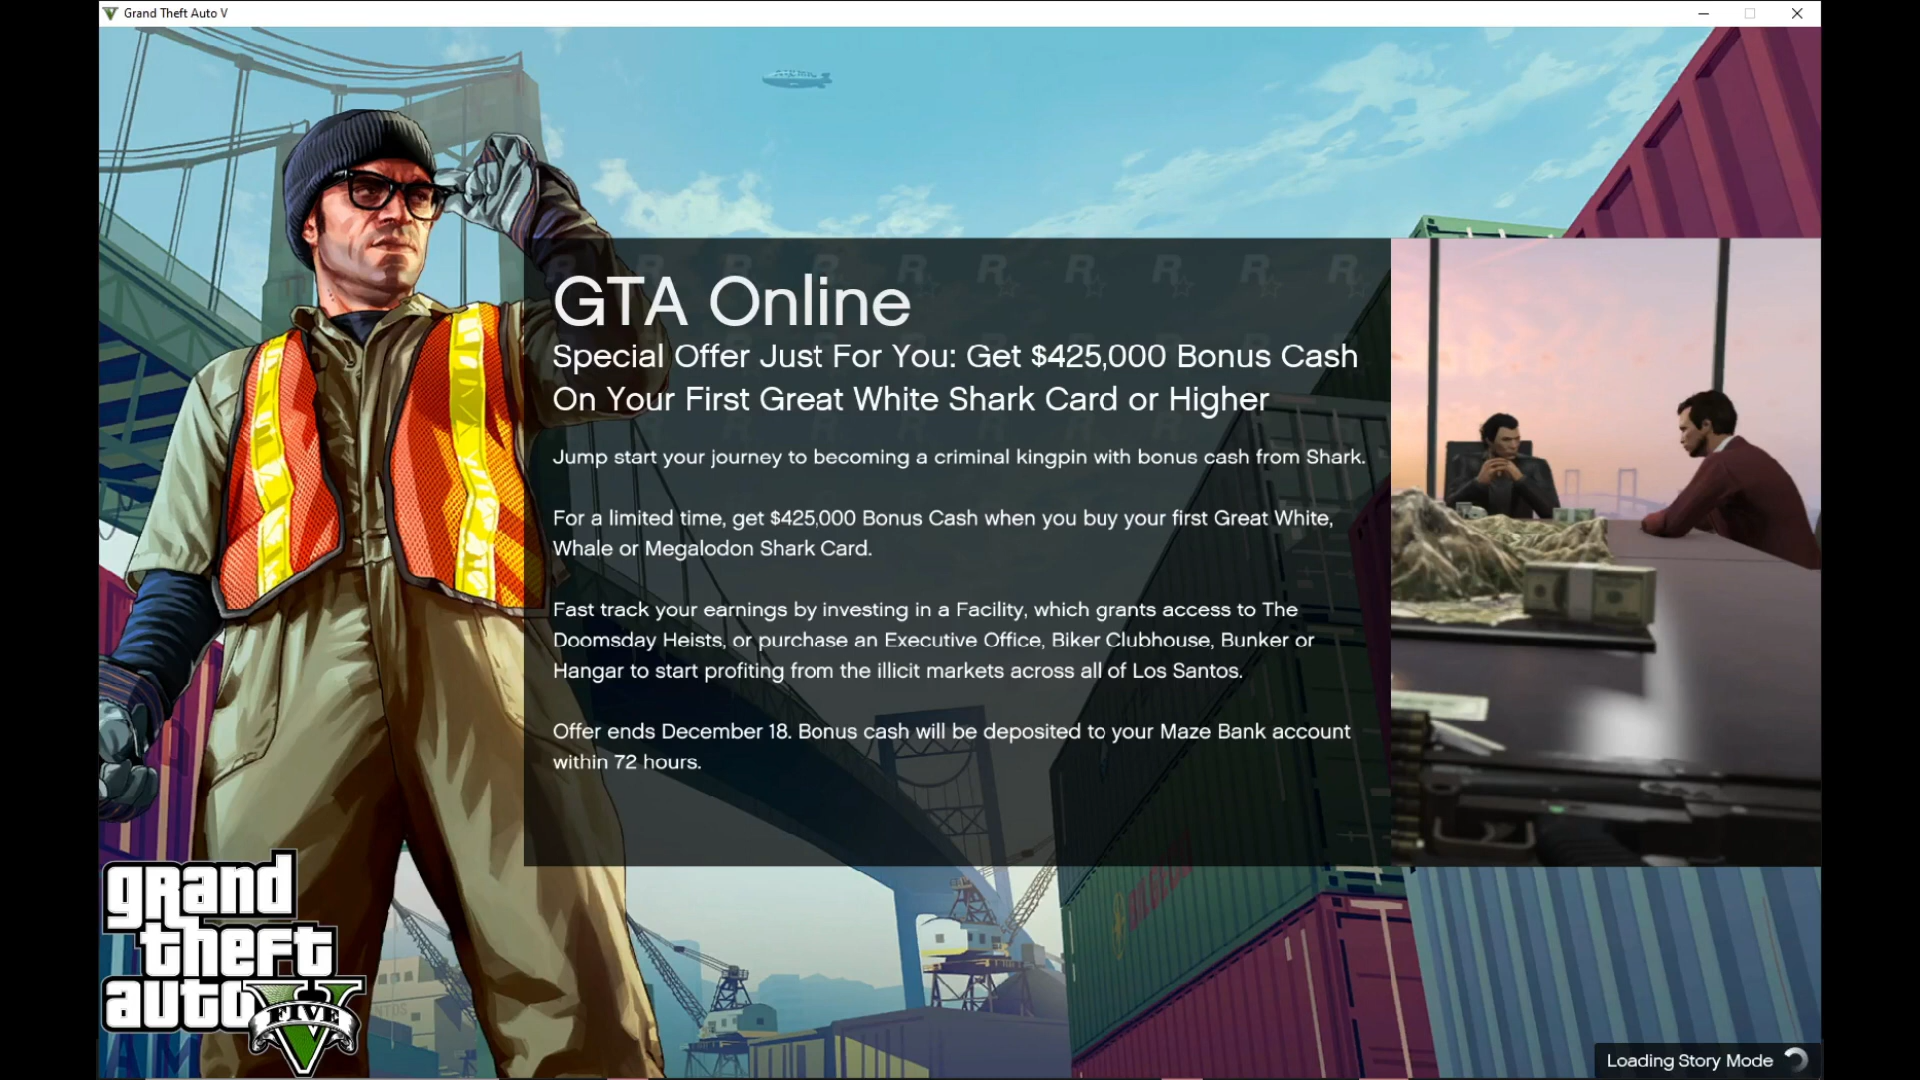 Grand Theft Auto V
GTA Online
Special Offer Just For You: Get $425,000 Bonus Cash
On Your First Great White Shark Card or Higher
Jump start your journey to becoming a criminal kingpin with bonus cash from Shark.
For a limited time, get $425,000 Bonus Cash when you buy your first Great White,
Whale or Megalodon Shark Card.
Fast track your earnings by investing in a Facility, which grants access to The
Doomsday Heists, or purchase an Executive Office, Biker Clubhouse, Bunker or
Hangar to start profiting from the illicit markets across all of Los Santos.
Offer ends December 18. Bonus cash will be deposited to your Maze Bank account
within 72 hours.
grand
theft
auto V
FIVE
Loading Story Mode